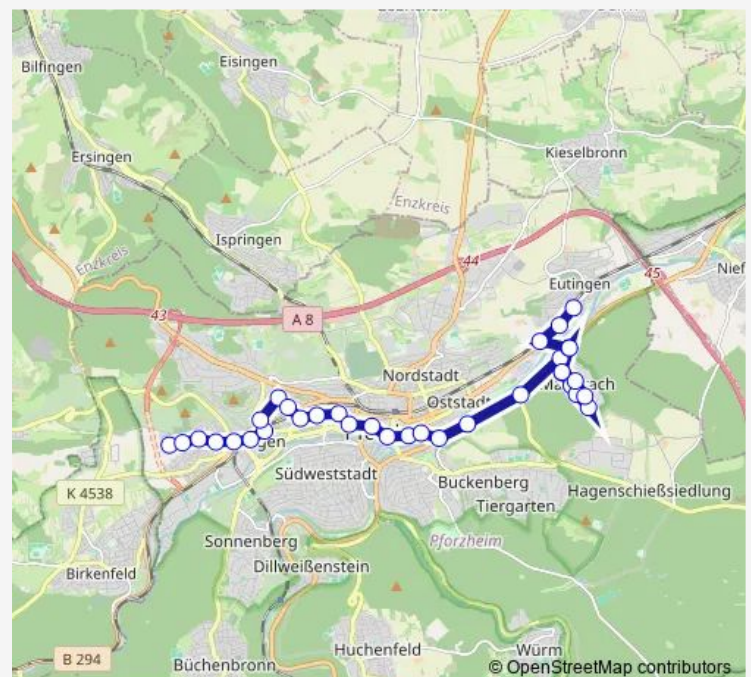 Bilfingen
Eisingen
Ersingen
Kieselbronn
Enzkreis
Ispringen
Enzkreis
44
45
Nief
Eutingen
43
A 8
Nordstadt
Oststadt
Südweststadt
K 4538
Buckenberg
Tiergarten
Hagenschießsiedlung
Sonnenberg
Pforzheim
Dillweißenstein
Birkenfeld
Huchenfeld
Würm
B 294
Büchenbronn
© OpenStreetMap contributors